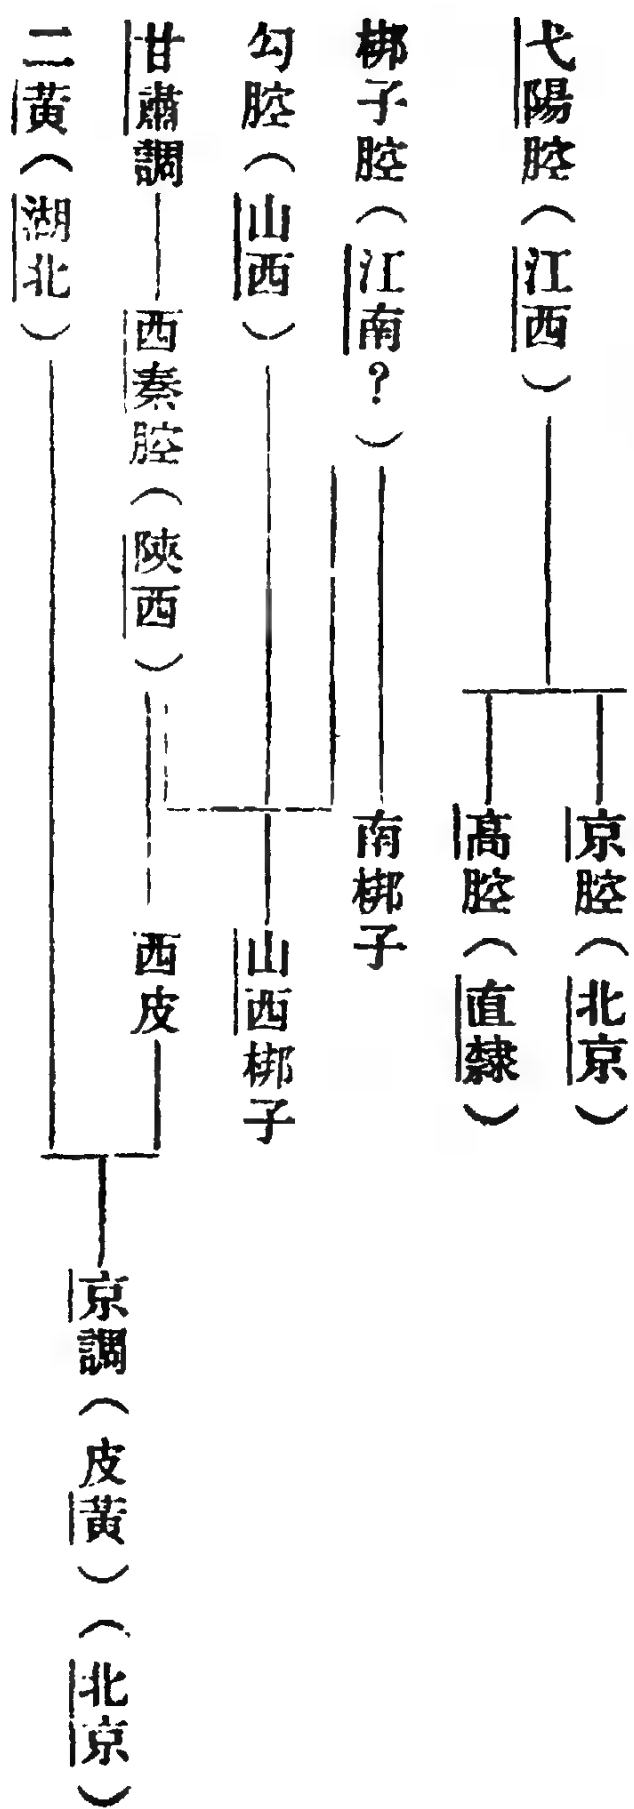 弋陽腔（江西）
京腔（北京）
高腔（直隸）
梆子腔（江南？）
南梆子
勾腔（山西）
山西梆子
甘肅調
西秦腔（陝西）
西皮
二黃（湖北）
京調（皮黃）（北京）